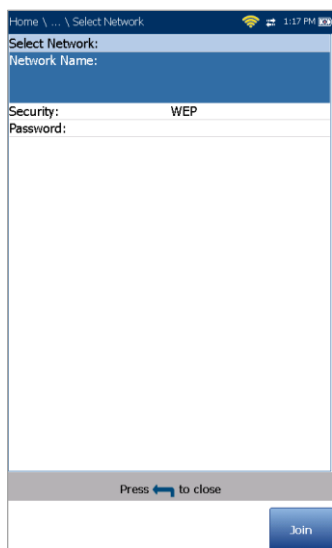 Home \ ... \ Select Network 1:17 PM
Select Network:
Network Name:
Security: WEP
Password:
Press to close
Join